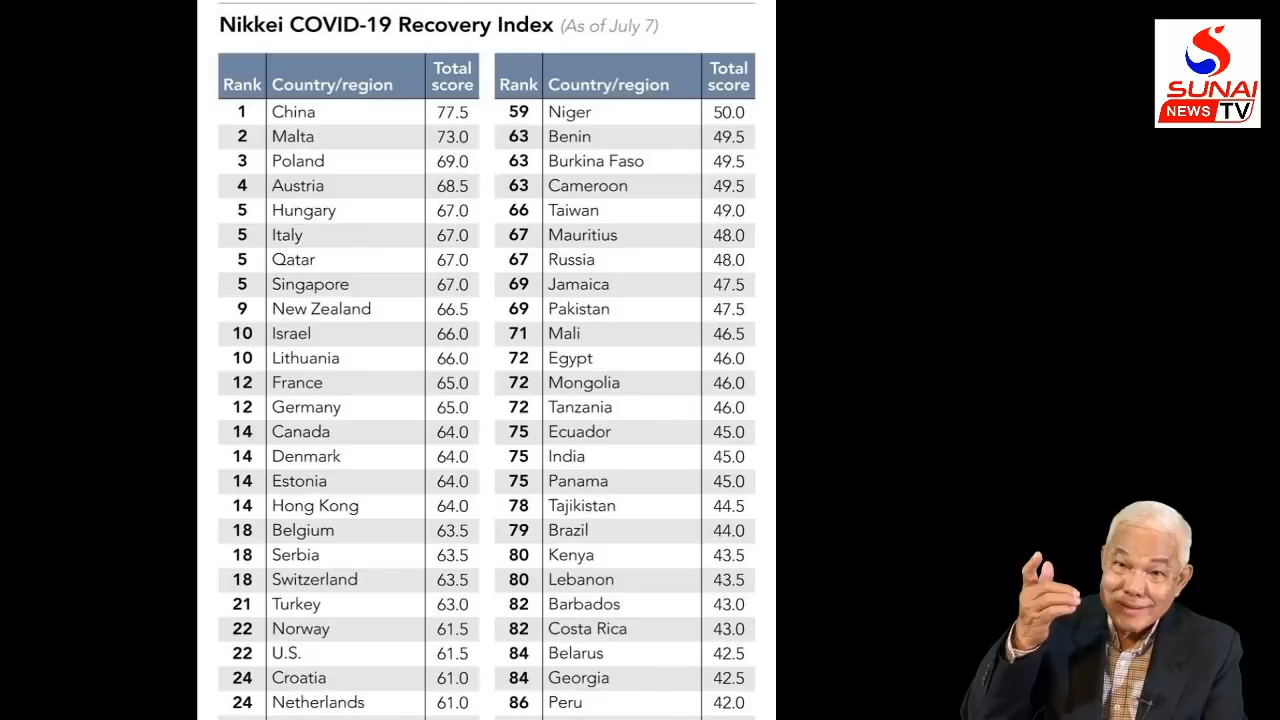 Nikkei COVID-19 Recovery Index (As of July 7)
Rank Country/region Total score
1 China 77.5
2 Malta 73.0
3 Poland 69.0
4 Austria 68.5
5 Hungary 67.0
5 Italy 67.0
5 Qatar 67.0
5 Singapore 67.0
9 New Zealand 66.5
10 Israel 66.0
10 Lithuania 66.0
12 France 65.0
12 Germany 65.0
14 Canada 64.0
14 Denmark 64.0
14 Estonia 64.0
14 Hong Kong 64.0
18 Belgium 63.5
18 Serbia 63.5
18 Switzerland 63.5
21 Turkey 63.0
22 Norway 61.5
22 U.S. 61.5
24 Croatia 61.0
24 Netherlands 61.0
Rank Country/region Total score
59 Niger 50.0
63 Benin 49.5
63 Burkina Faso 49.5
63 Cameroon 49.5
66 Taiwan 49.0
67 Mauritius 48.0
67 Russia 48.0
69 Jamaica 47.5
69 Pakistan 47.5
71 Mali 46.5
72 Egypt 46.0
72 Mongolia 46.0
72 Tanzania 46.0
75 Ecuador 45.0
75 India 45.0
75 Panama 45.0
78 Tajikistan 44.5
79 Brazil 44.0
80 Kenya 43.5
80 Lebanon 43.5
82 Barbados 43.0
82 Costa Rica 43.0
84 Belarus 42.5
84 Georgia 42.5
86 Peru 42.0
SUNAI
NEWS TV